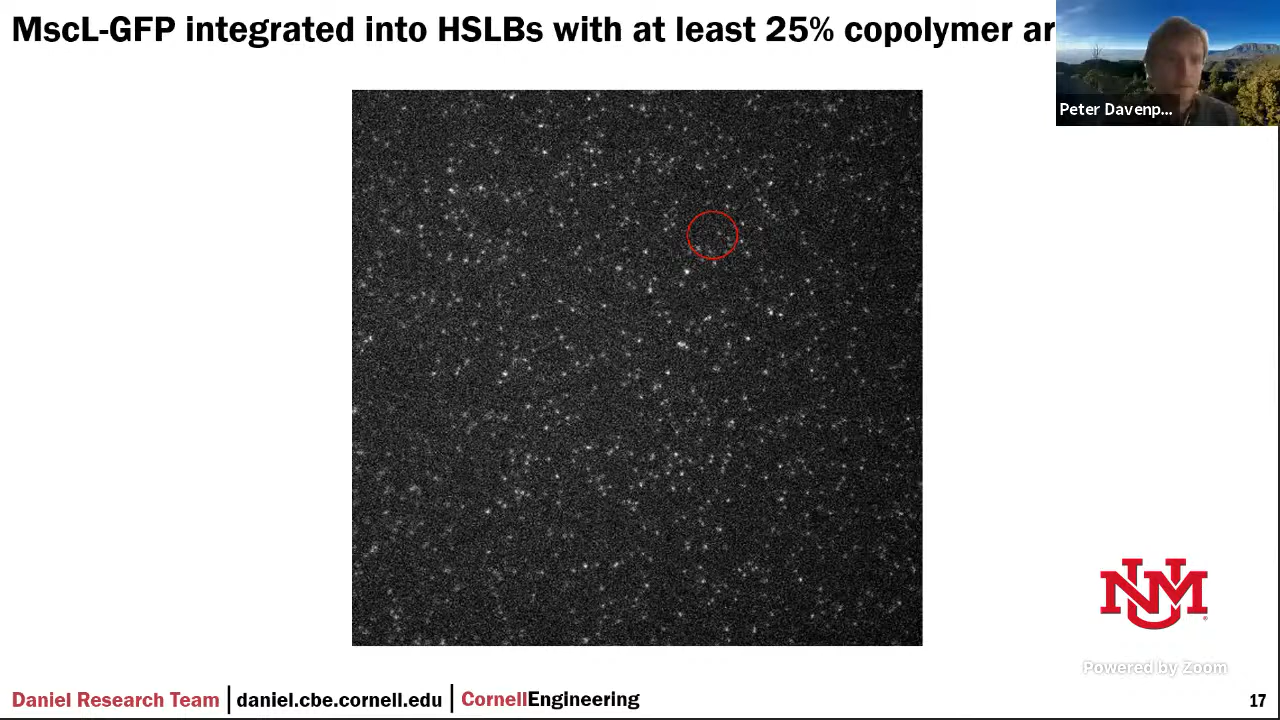 MscL-GFP integrated into HSLBs with at least 25% copolymer ar
Peter Davenp...
UNM
Powered by Zoom
Daniel Research Team | daniel.cbe.cornell.edu | CornellEngineering
17